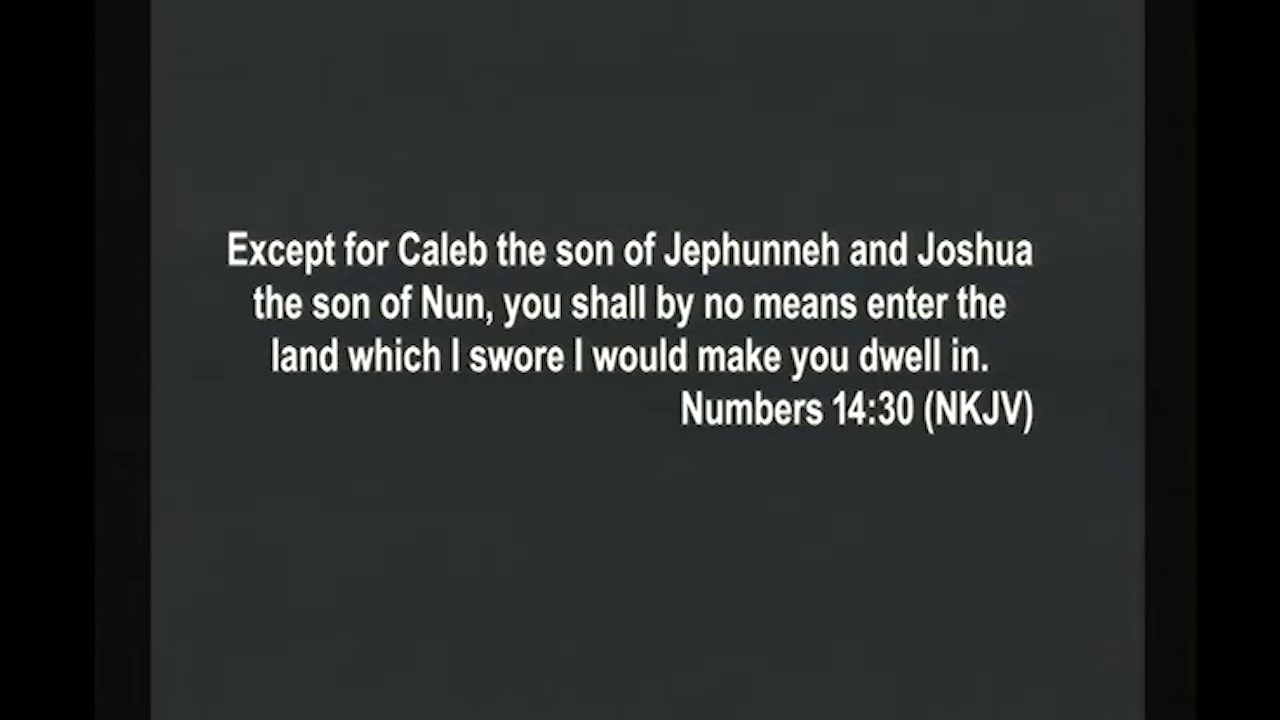 Except for Caleb the son of Jephunneh and Joshua
the son of Nun, you shall by no means enter the
land which I swore I would make you dwell in.
Numbers 14:30 (NKJV)